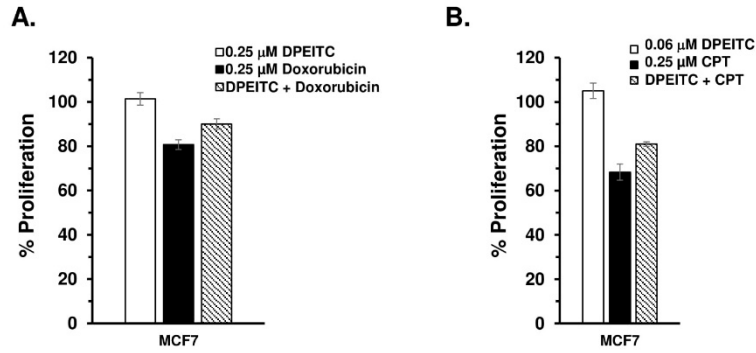 A.
0.25 µM DPEITC
0.25 µM Doxorubicin
DPEITC + Doxorubicin
% Proliferation
120
100
80
60
40
20
0
MCF7
B.
0.06 µM DPEITC
0.25 µM CPT
DPEITC + CPT
% Proliferation
120
100
80
60
40
20
0
MCF7